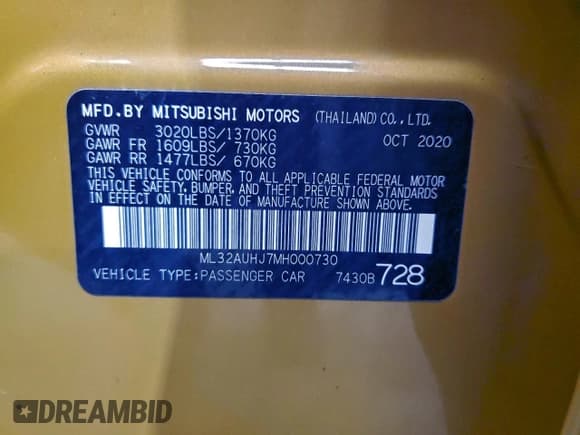 MFD.BY MITSUBISHI MOTORS (THAILAND) CO., LTD.
GVWR 3020LBS/1370KG OCT 2020
GAWR FR 1609LBS/ 730KG
GAWR RR 1477LBS/ 670KG
THIS VEHICLE CONFORMS TO ALL APPLICABLE FEDERAL MOTOR
VEHICLE SAFETY, BUMPER, AND THEFT PREVENTION STANDARDS
IN EFFECT ON THE DATE OF MANUFACTURE SHOWN ABOVE.
ML32AUHJ7MH000730
VEHICLE TYPE:PASSENGER CAR 7430B 728
DREAMBID